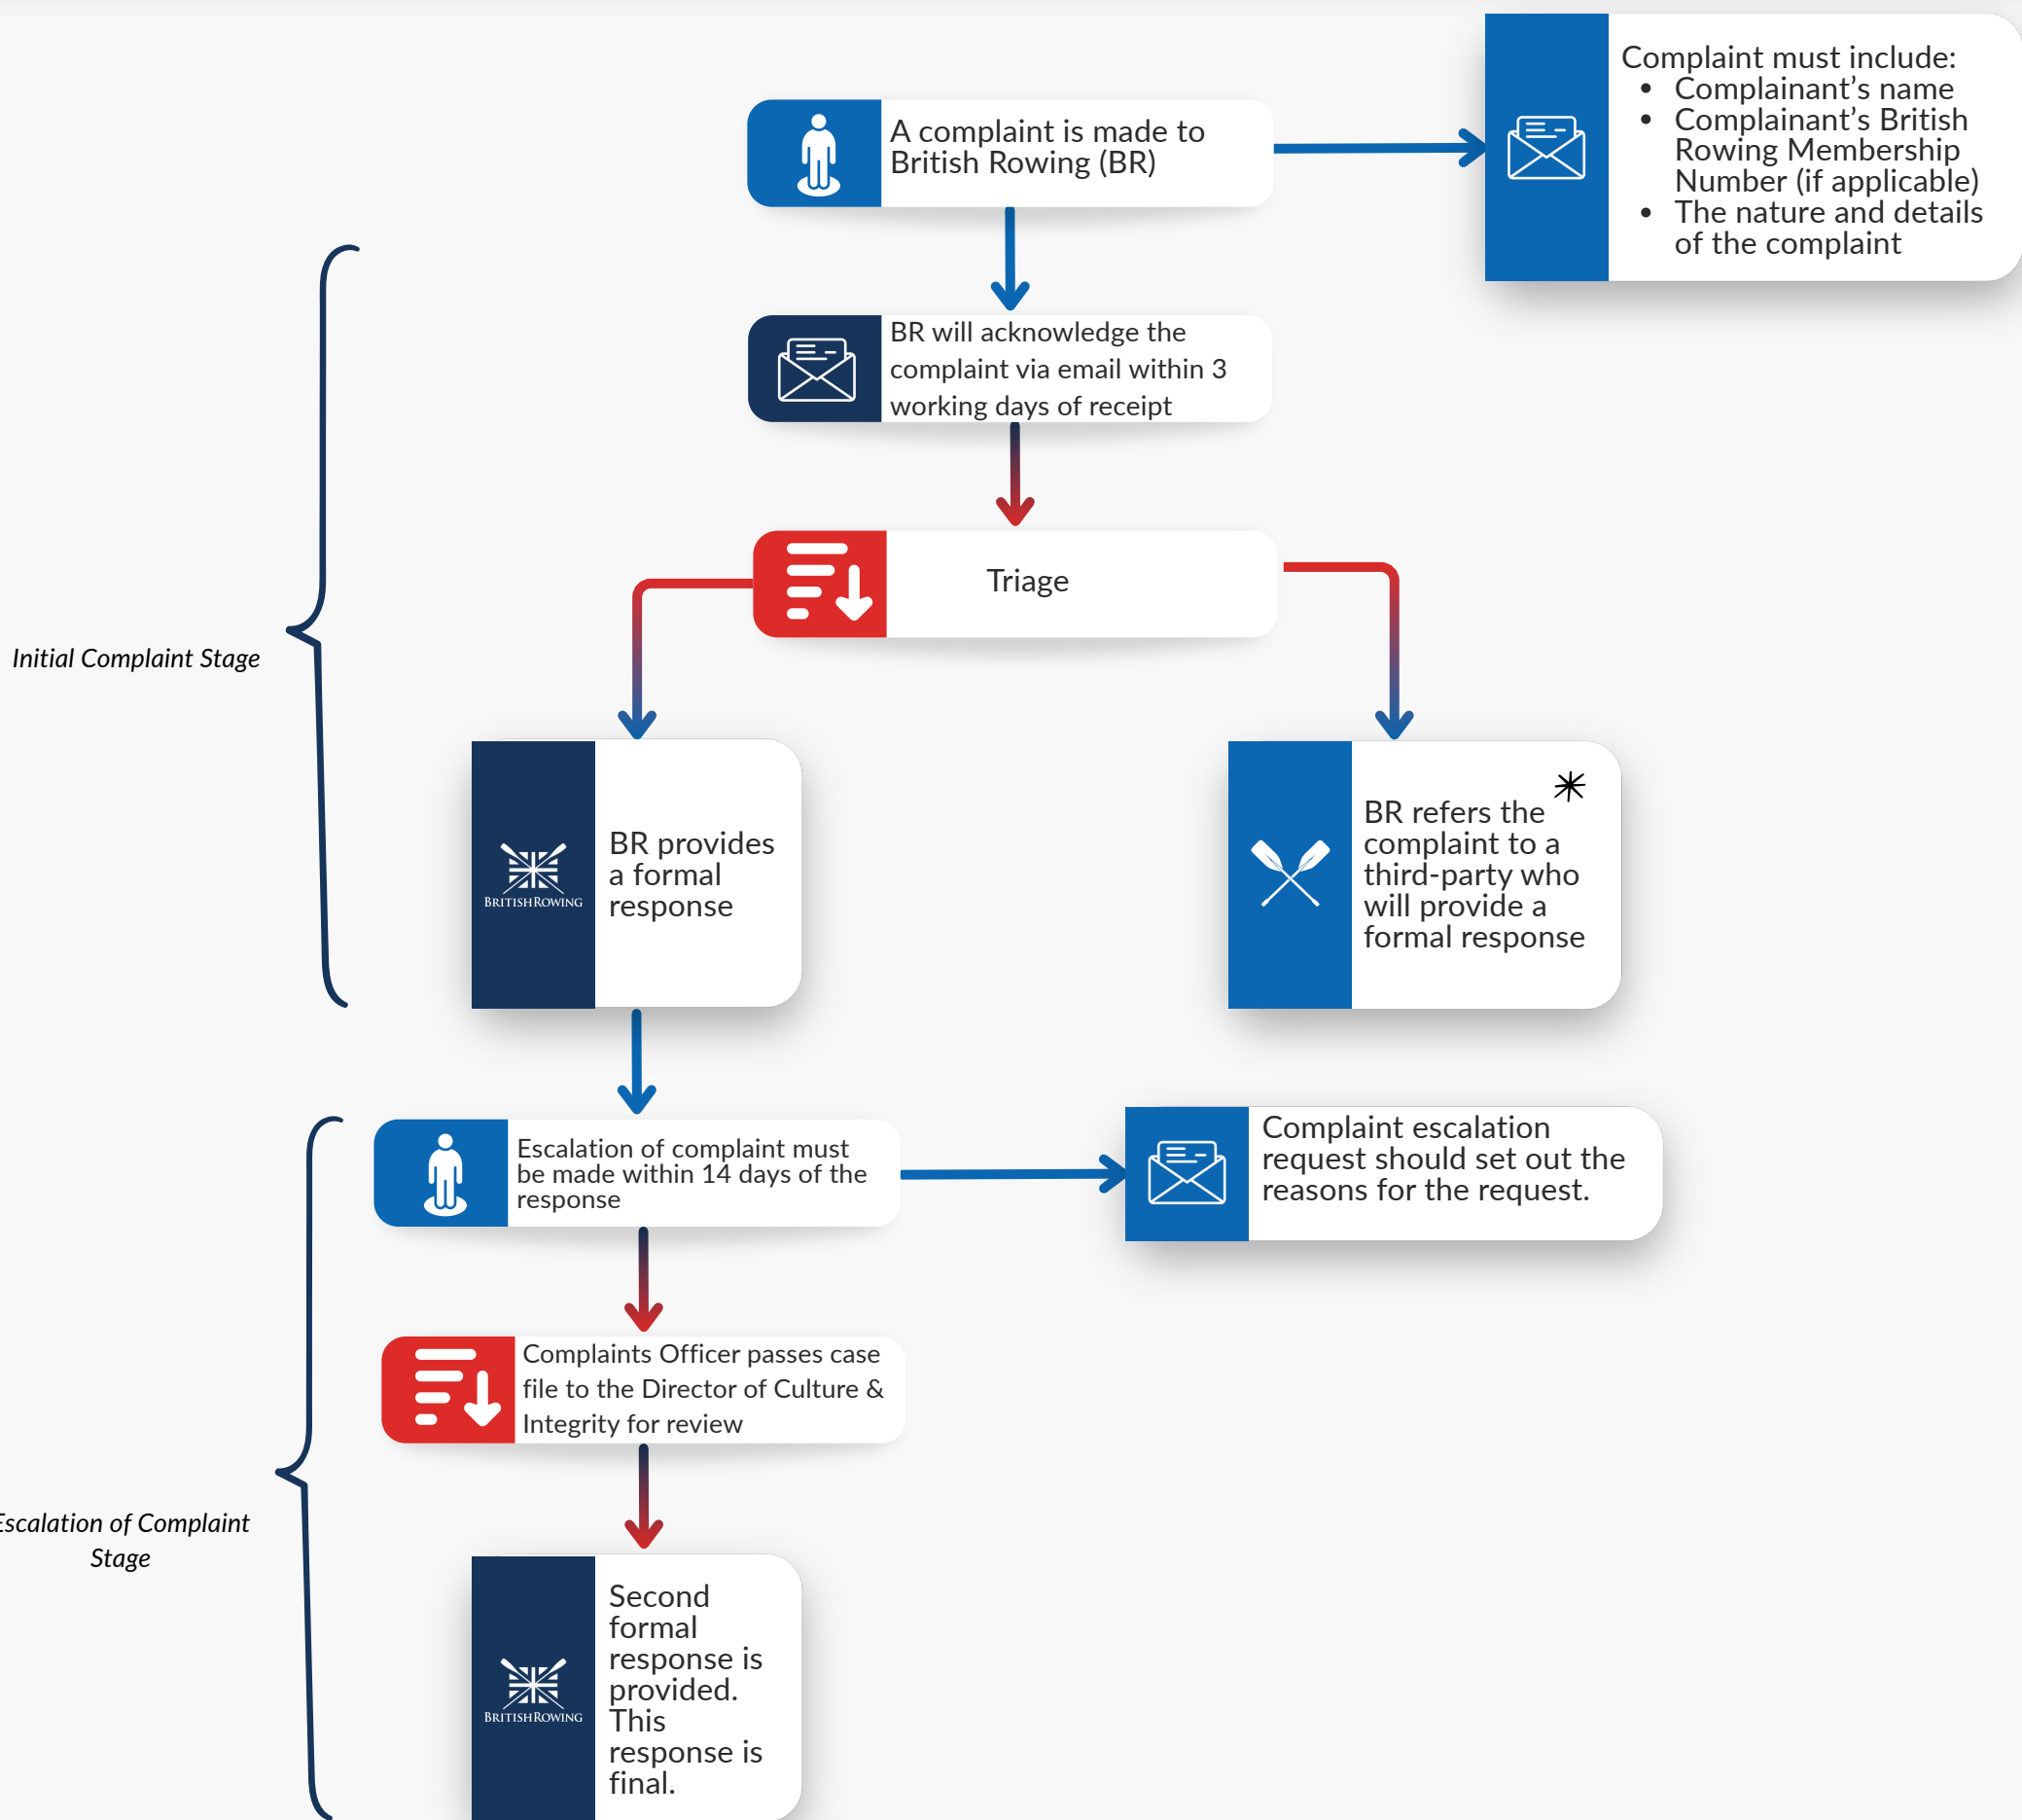 A complaint is made to
British Rowing (BR)
Complaint must include:
• Complainant's name
• Complainant's British
Rowing Membership
Number (if applicable)
• The nature and details
of the complaint
BR will acknowledge the
complaint via email within 3
working days of receipt
Triage
Initial Complaint Stage
BRITISHROWING
BR provides
a formal
response
BR refers the
complaint to a
third-party who
will provide a
formal response
Escalation of complaint must
be made within 14 days of the
response
Complaint escalation
request should set out the
reasons for the request.
Complaints Officer passes case
file to the Director of Culture &
Integrity for review
Escalation of Complaint
Stage
BRITISHROWING
Second
formal
response is
provided.
This
response is
final.